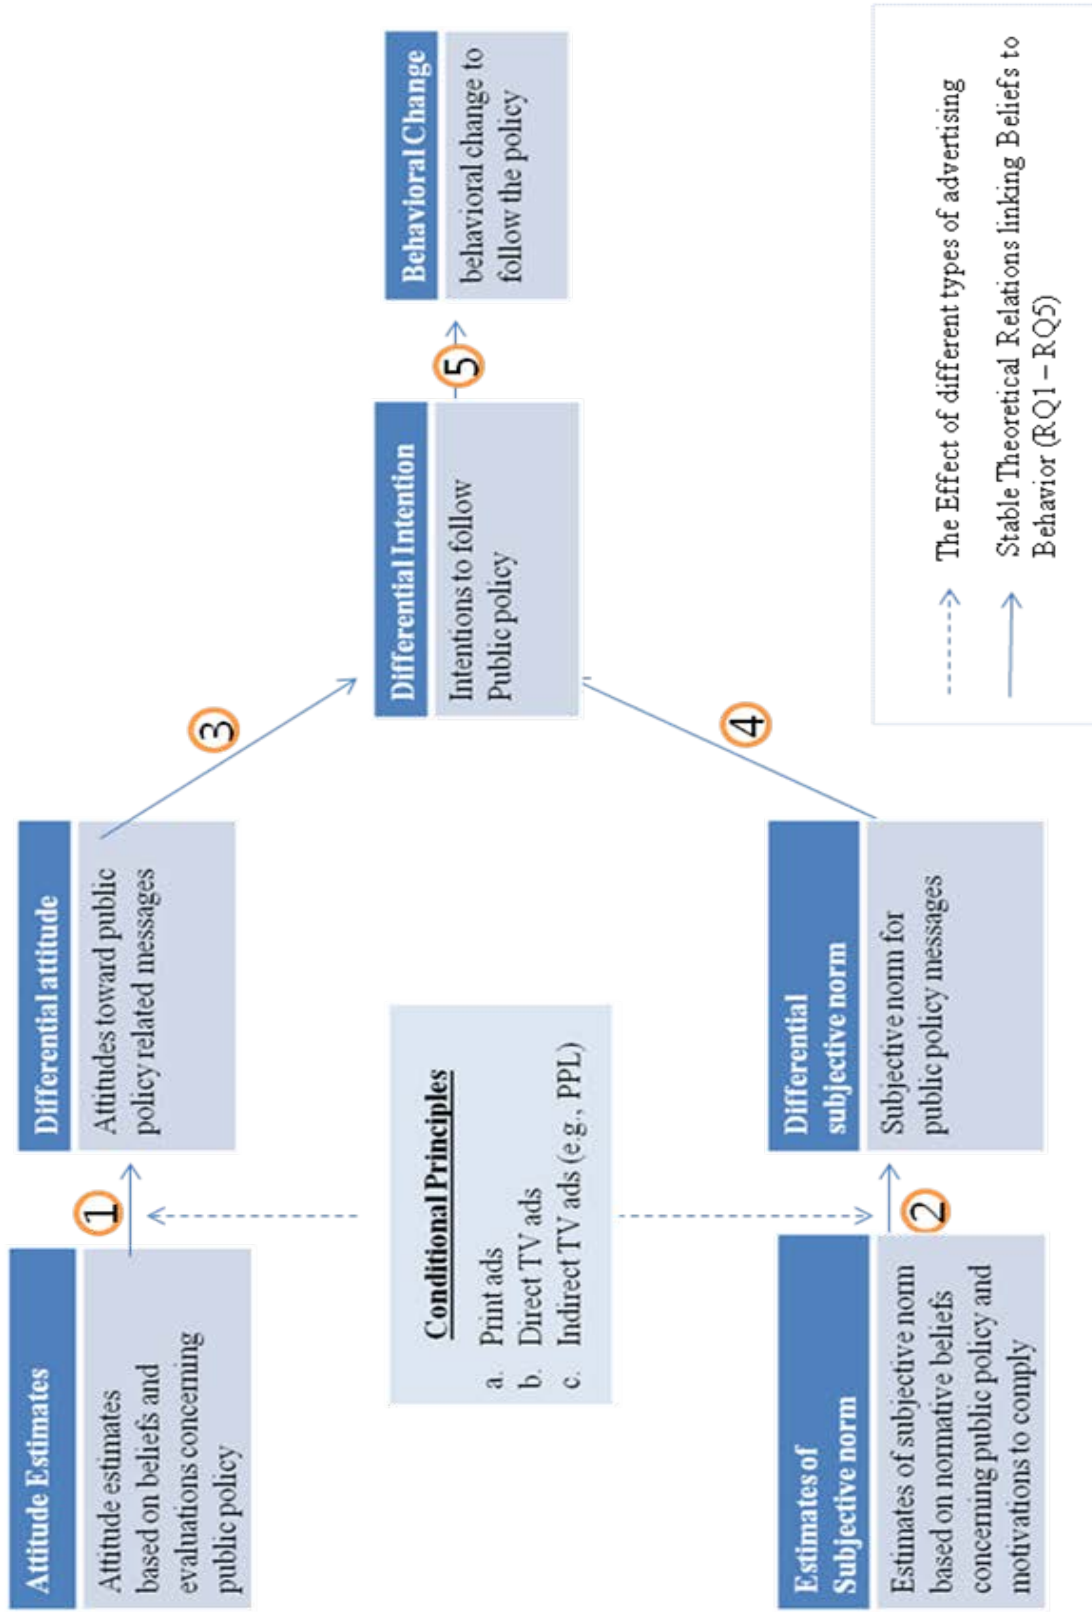 Attitude Estimates
Attitude estimates
based on beliefs and
evaluations concerning
public policy
1
Differential attitude
Attitudes toward public
policy related messages
3
Conditional Principles
a. Print ads
b. Direct TV ads
c. Indirect TV ads (e.g., PPL)
Differential Intention
Intentions to follow
Public policy
5
Behavioral Change
behavioral change to
follow the policy
Estimates of
Subjective norm
Estimates of subjective norm
based on normative beliefs
concerning public policy and
motivations to comply
2
Differential
subjective norm
Subjective norm for
public policy messages
4
The Effect of different types of advertising
Stable Theoretical Relations linking Beliefs to
Behavior (RQ1 – RQ5)